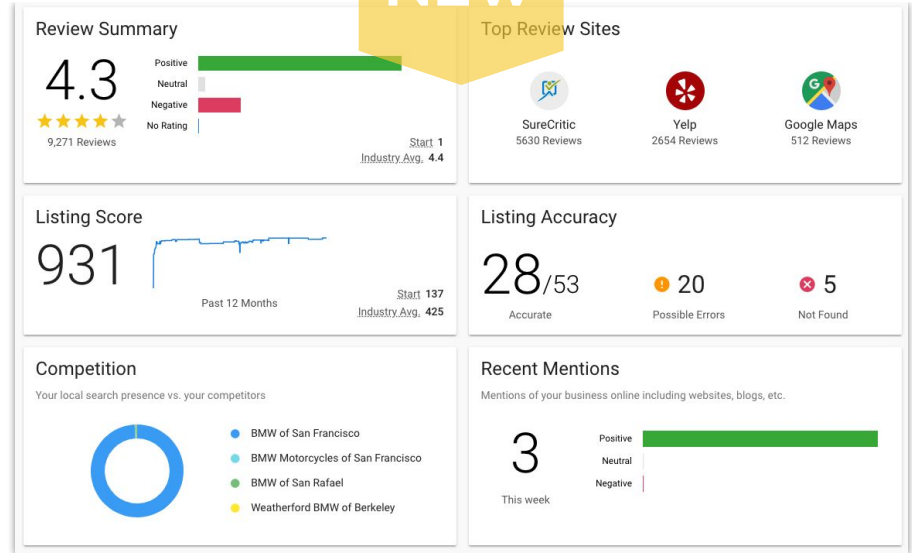 NEW
Review Summary
4.3
9,271 Reviews
Positive
Neutral
Negative
No Rating
Start 1
Industry Avg. 4.4
Top Review Sites
SureCritic
5630 Reviews
Yelp
2654 Reviews
Google Maps
512 Reviews
Listing Score
931
Past 12 Months
Start 137
Industry Avg. 425
Listing Accuracy
28/53
Accurate
20
Possible Errors
5
Not Found
Competition
Your local search presence vs. your competitors
BMW of San Francisco
BMW Motorcycles of San Francisco
BMW of San Rafael
Weatherford BMW of Berkeley
Recent Mentions
Mentions of your business online including websites, blogs, etc.
3
This week
Positive
Neutral
Negative